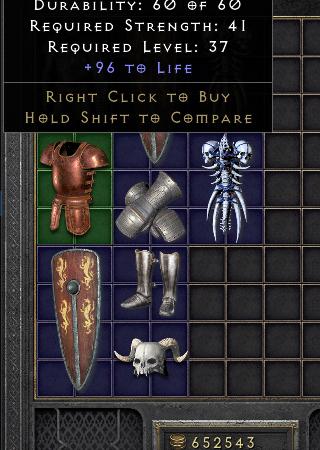 Durability: 60 of 60
Required Strength: 41
Required Level: 37
+96 to Life
Right Click to Buy
Hold Shift to Compare
652543